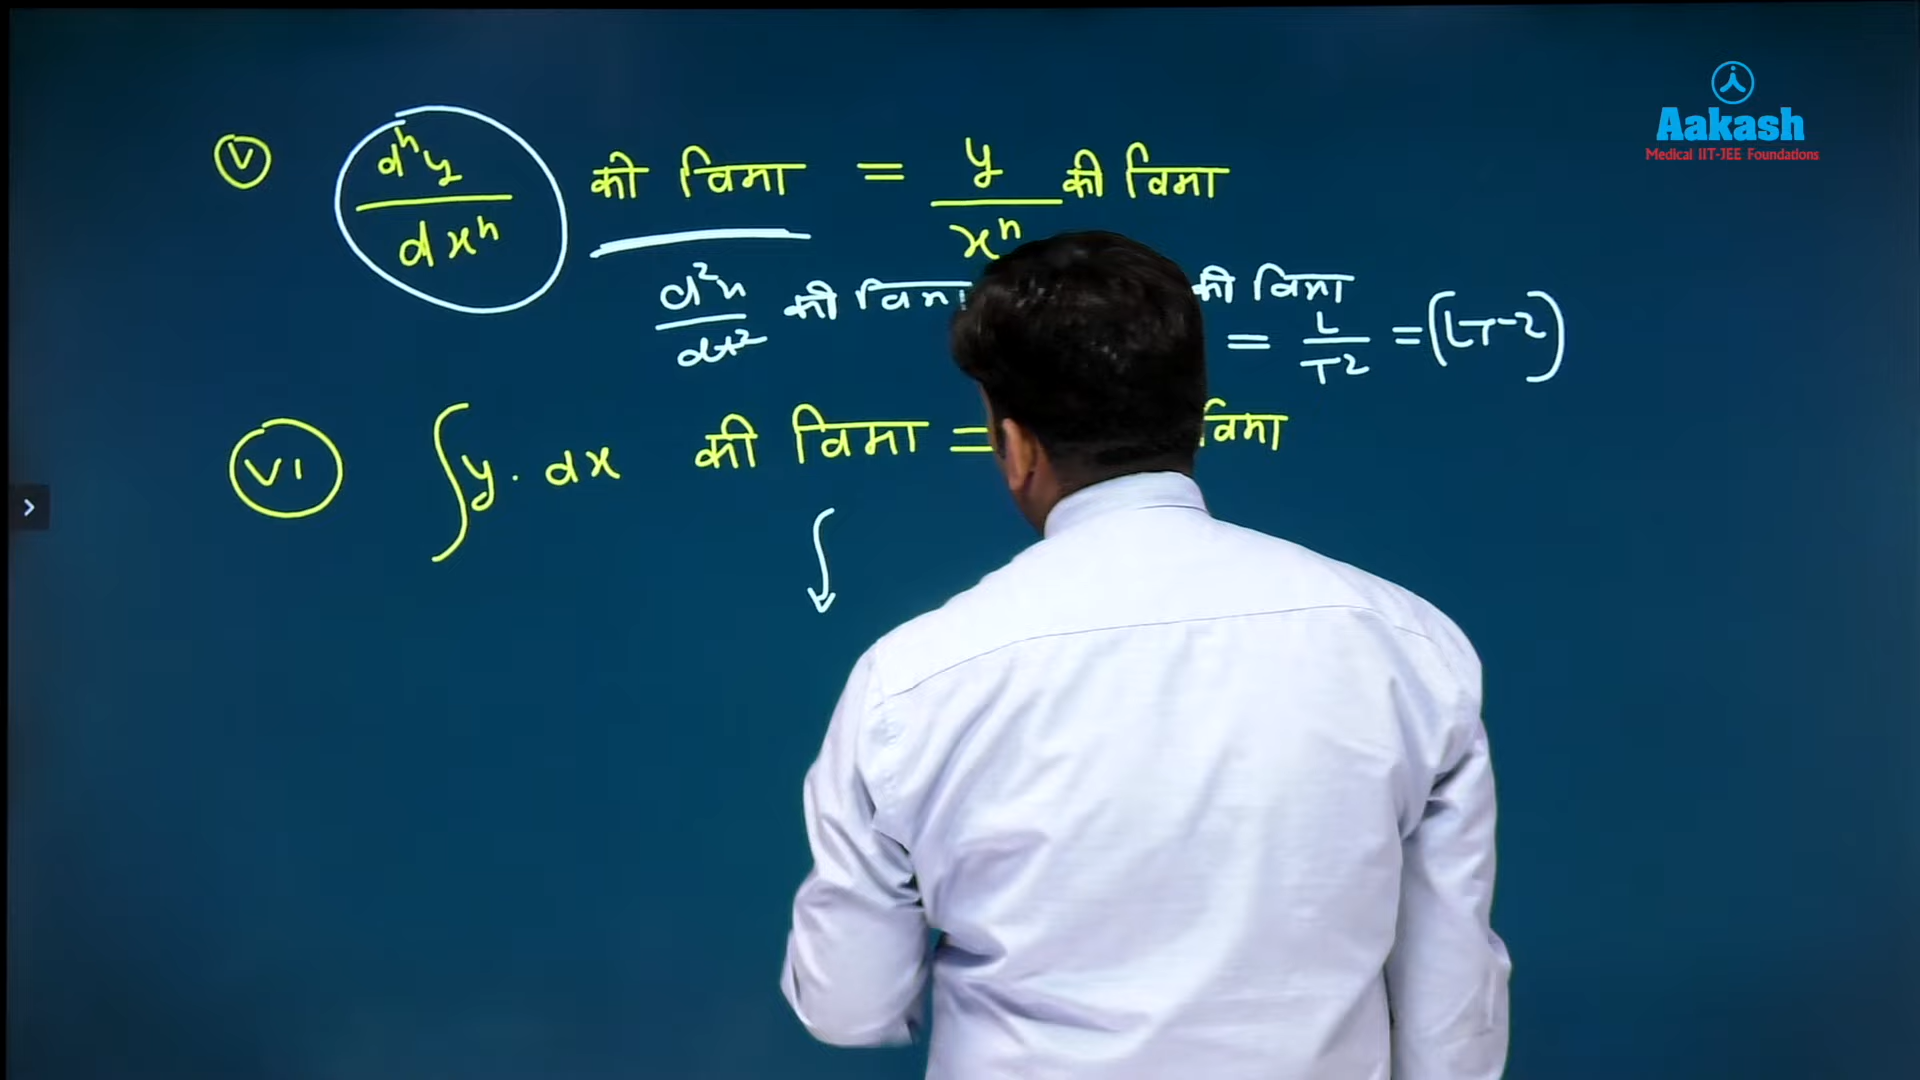 Aakash
Medical IIT-JEE Foundations
(v) dⁿy/dxⁿ की विमा = y/xⁿ की विमा
d²x/dt² की विमा की विमा = L/T² = (LT-2)
(VI) ∫y. dx की विमा = विमा
∫